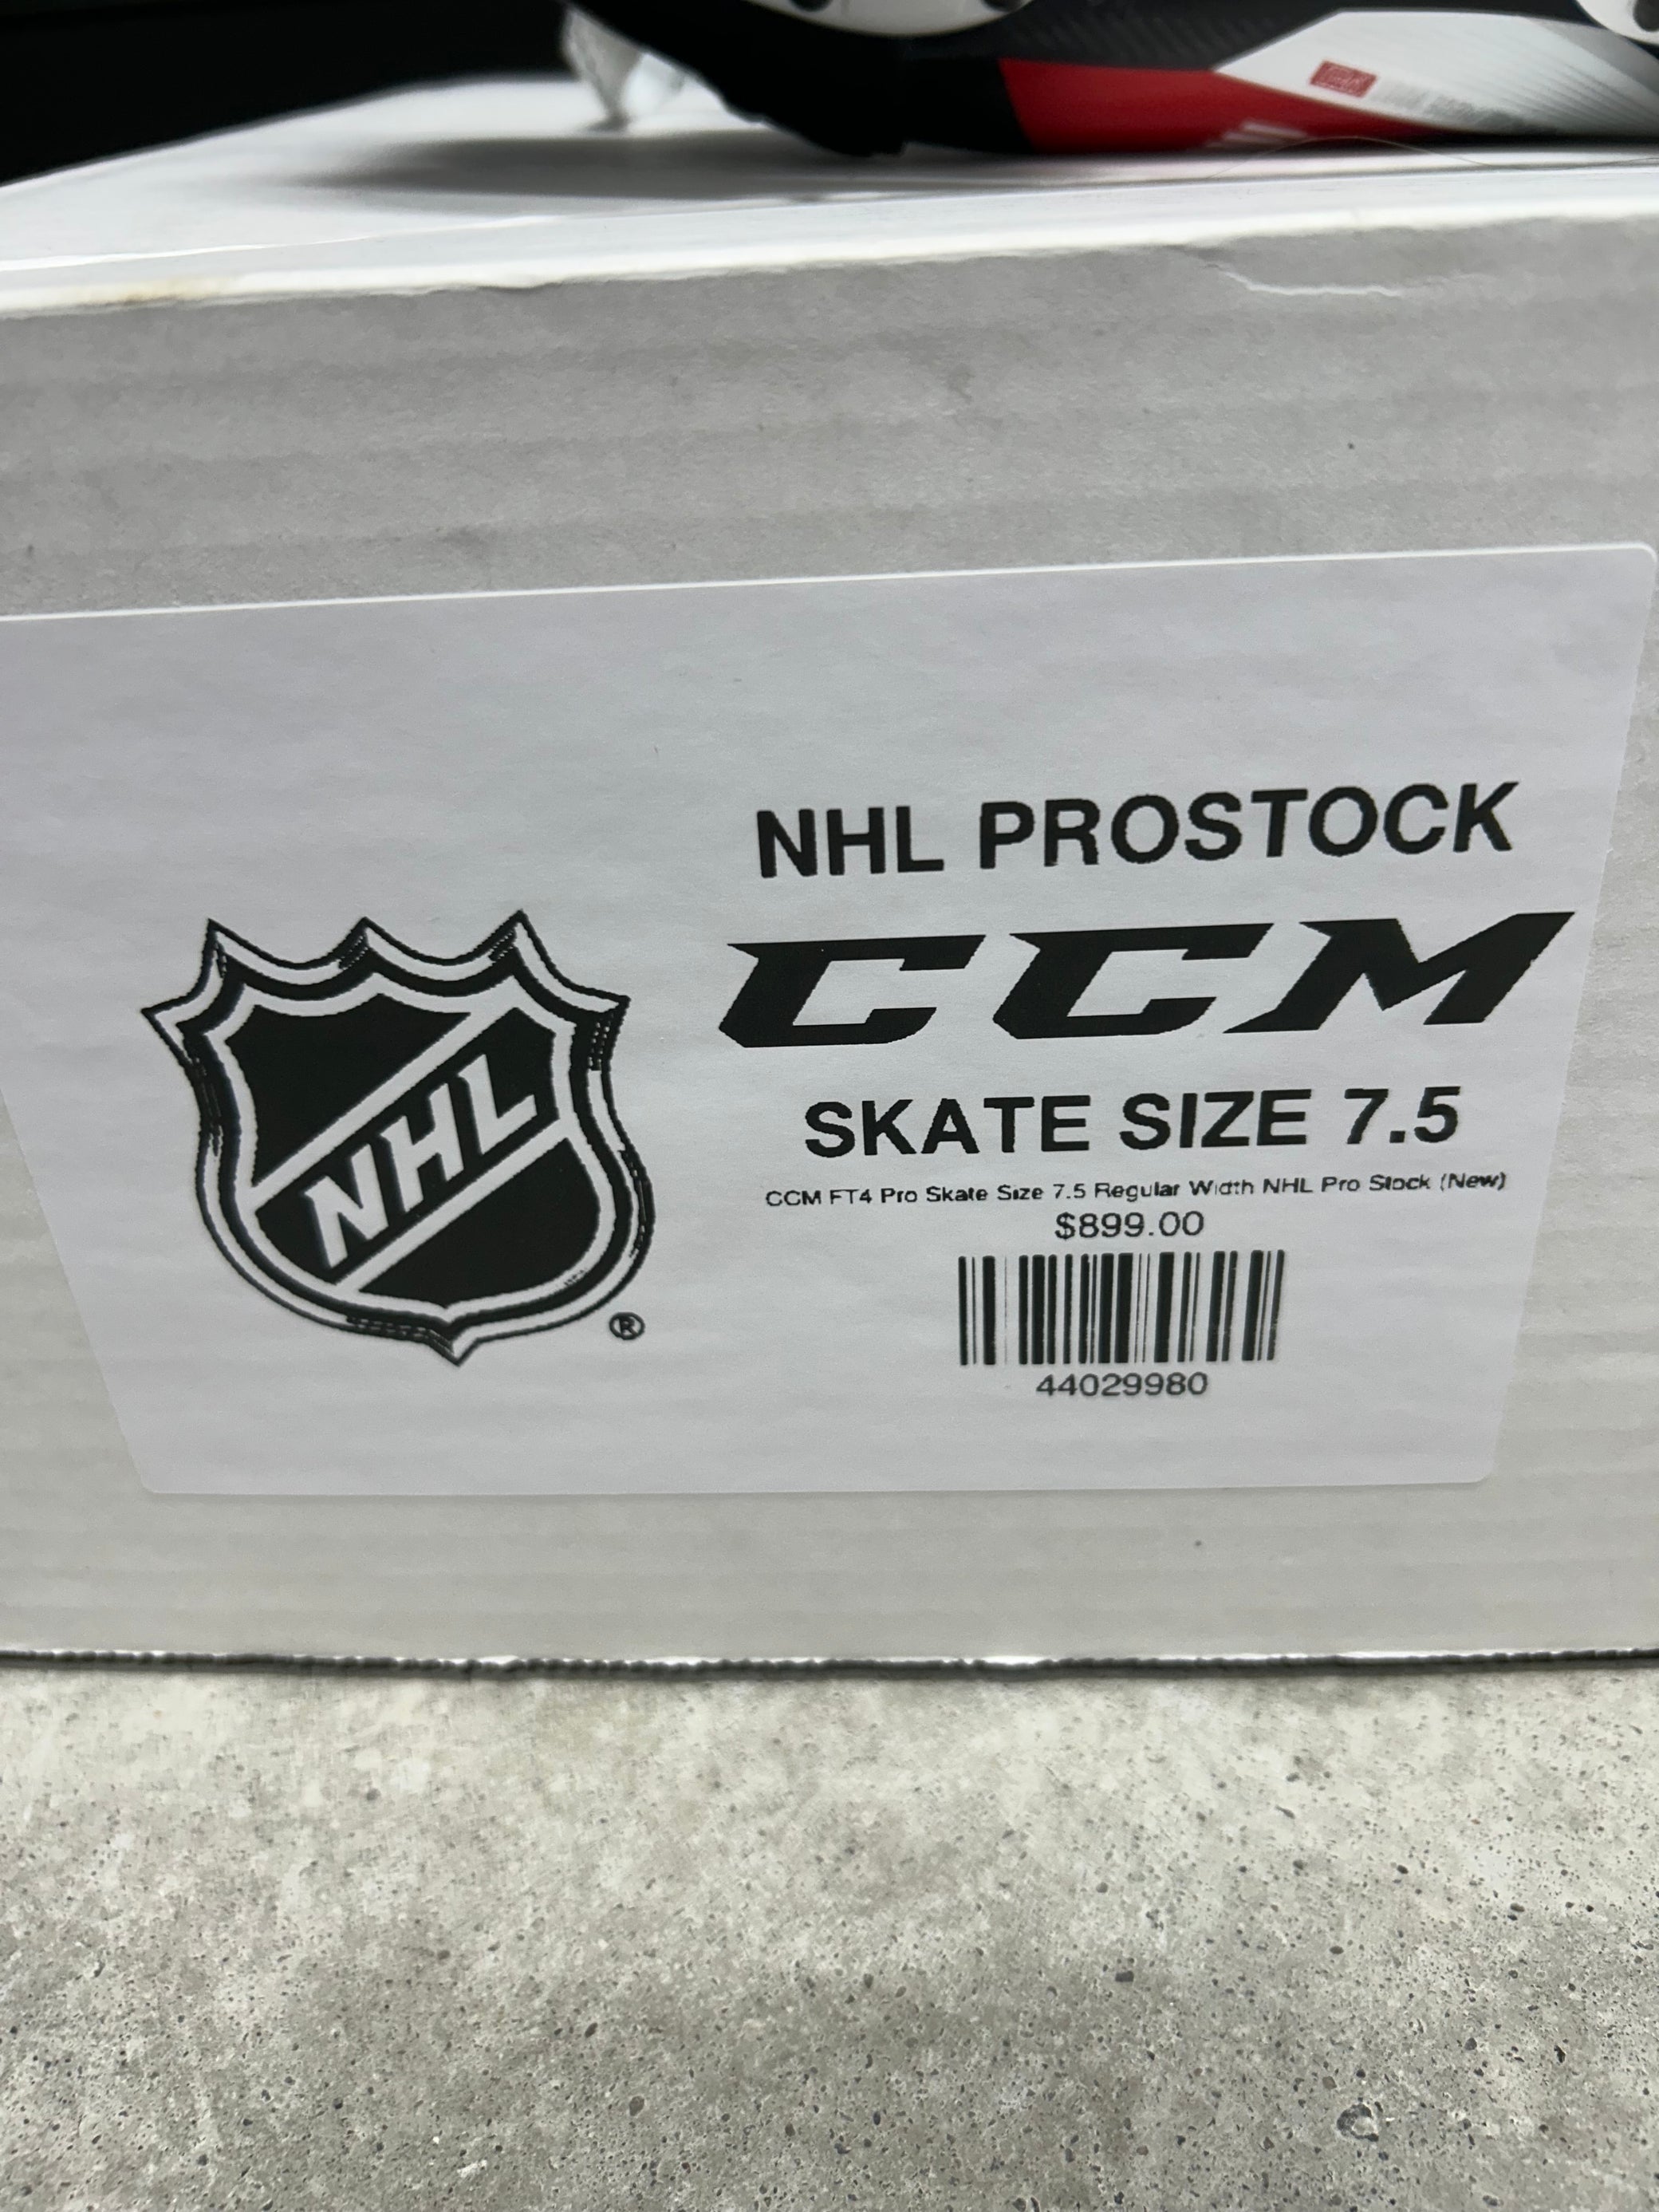 NHL PROSTOCK
CCM
SKATE SIZE 7.5
CCM FT4 Pro Skate Size 7.5 Regular Width NHL Pro Stock (New)
$899.00
44029980
NHL
®